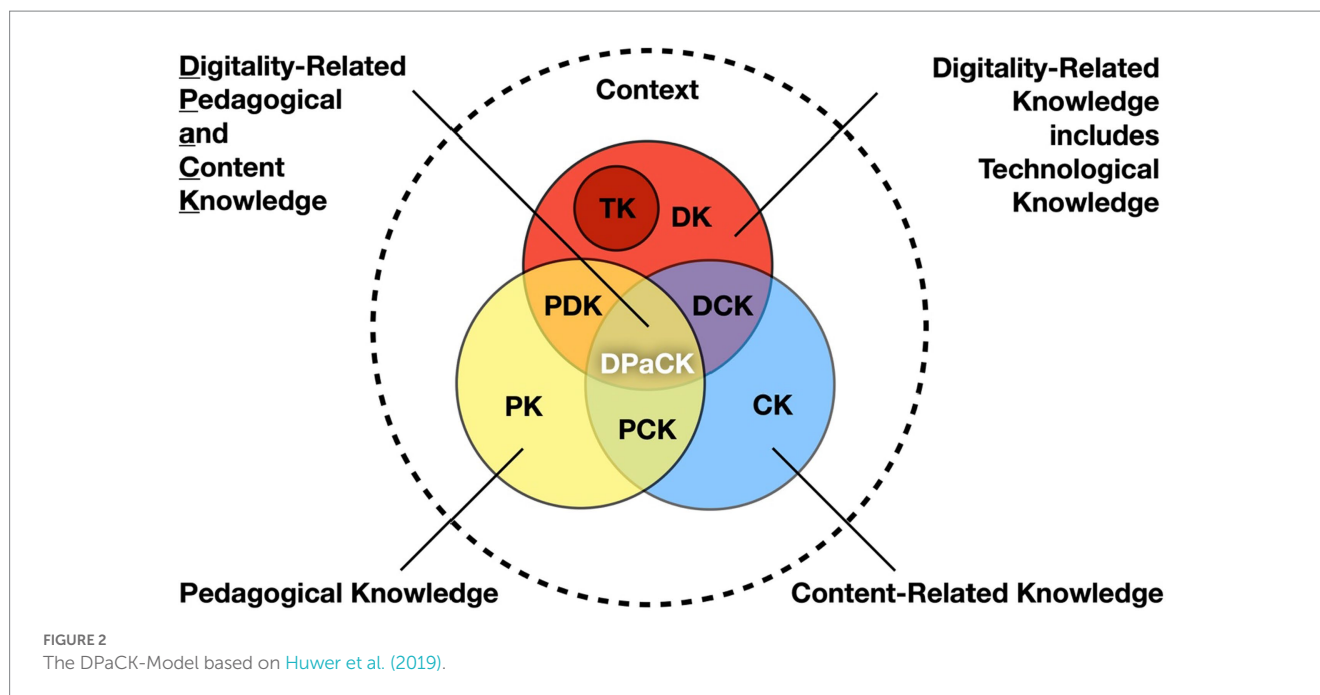 Digitality-Related
Pedagogical
and
Content
Knowledge
Context
Digitality-Related
Knowledge
includes
Technological
Knowledge
TK
DK
PDK
DCK
DPaCK
PK
CK
PCK
Pedagogical Knowledge
Content-Related Knowledge
FIGURE 2
The DPaCK-Model based on Huwer et al. (2019).